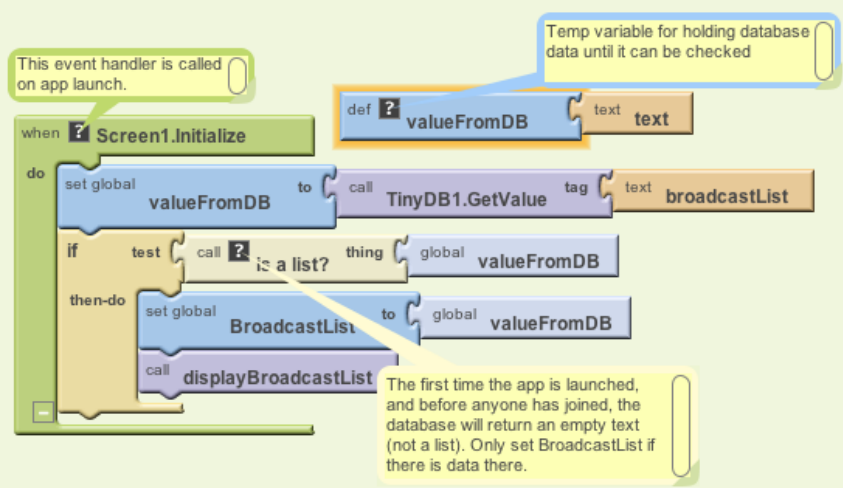 Temp variable for holding database
data until it can be checked
This event handler is called
on app launch.
def ? valueFromDB text text
when ? Screen1.Initialize
do
set global valueFromDB to call TinyDB1.GetValue tag text broadcastList
if test call ? is a list? thing global valueFromDB
then-do
set global BroadcastList to global valueFromDB
call displayBroadcastList
The first time the app is launched,
and before anyone has joined, the
database will return an empty text
(not a list). Only set BroadcastList if
there is data there.